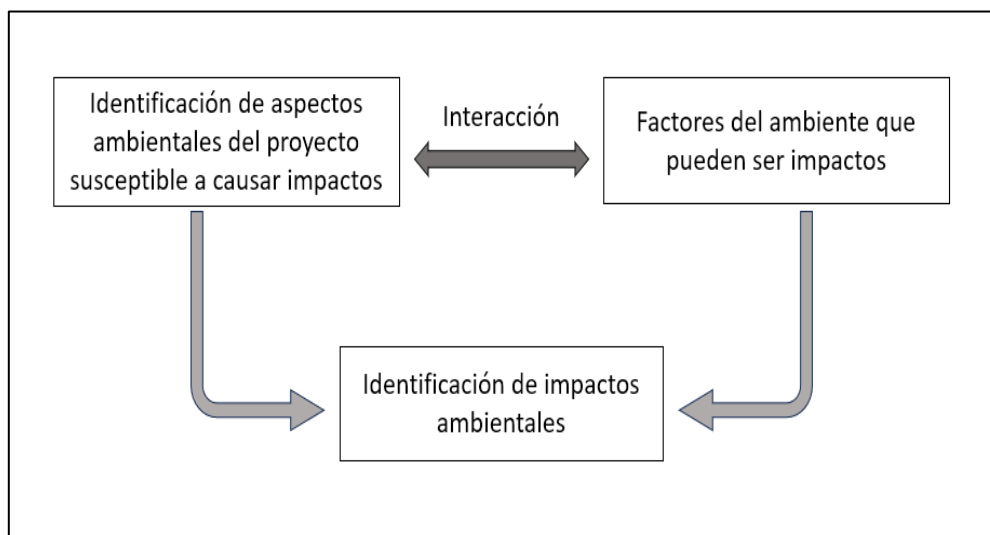 Identificación de aspectos
ambientales del proyecto
susceptible a causar impactos
Interacción
Factores del ambiente que
pueden ser impactos
Identificación de impactos
ambientales